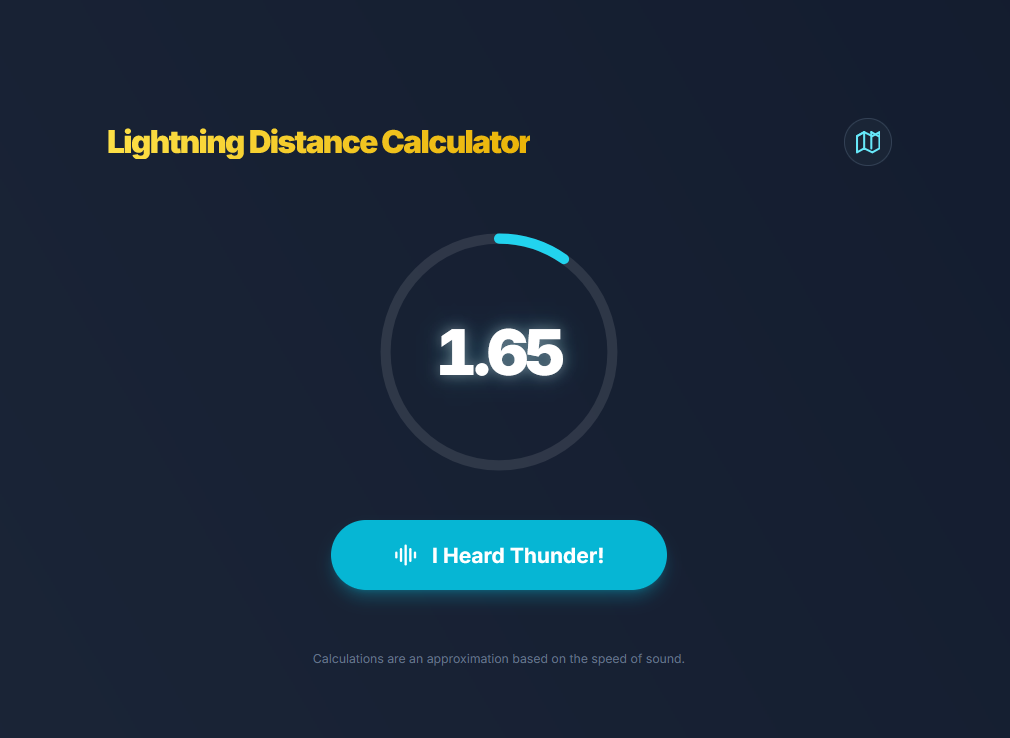 Lightning Distance Calculator
1.65
I Heard Thunder!
Calculations are an approximation based on the speed of sound.